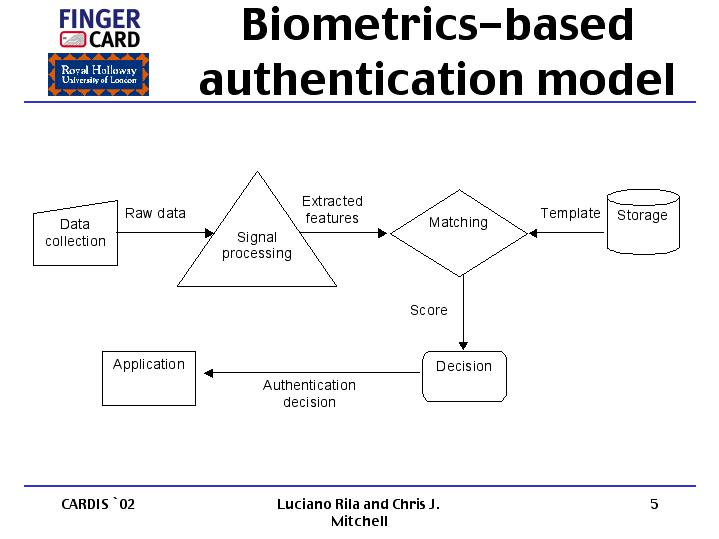 FINGER
CARD
Royal Holloway
University of London
Biometrics-based
authentication model
Data
collection
Raw data
Signal
processing
Extracted
features
Matching
Template
Storage
Score
Application
Authentication
decision
Decision
CARDIS `02
Luciano Rila and Chris J.
Mitchell
5